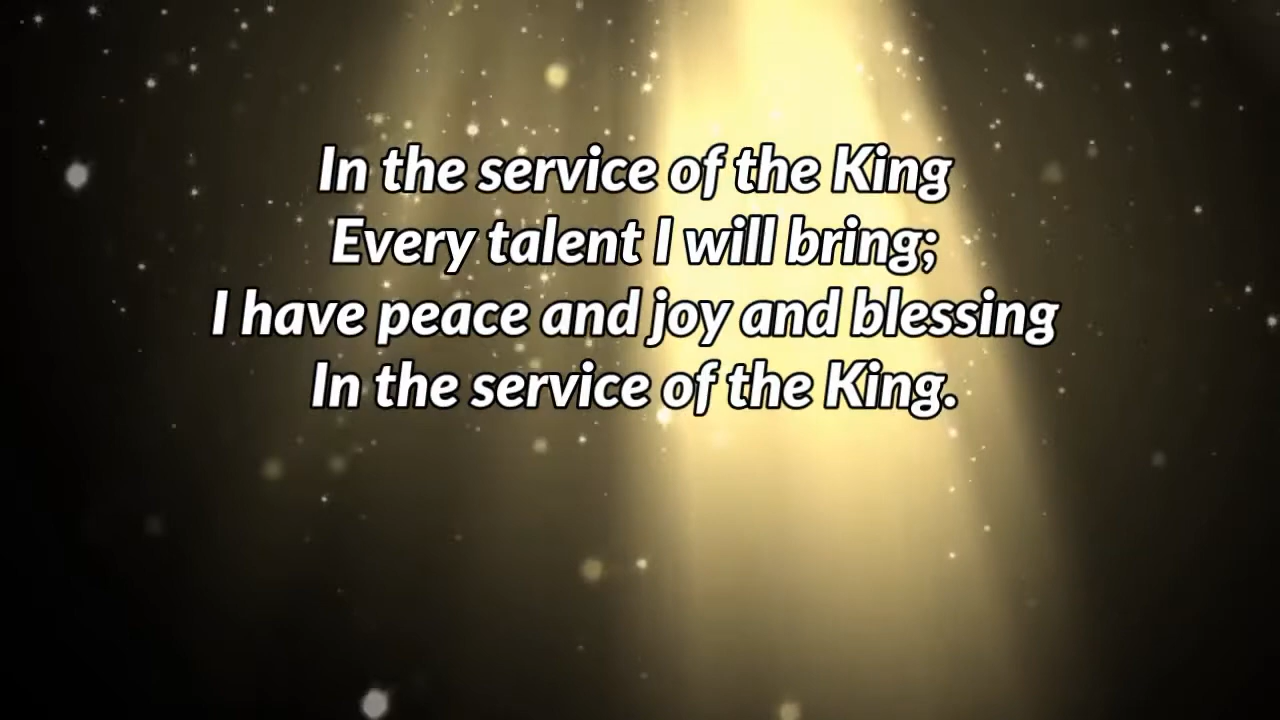 In the service of the King
Every talent I will bring;
I have peace and joy and blessing
In the service of the King.